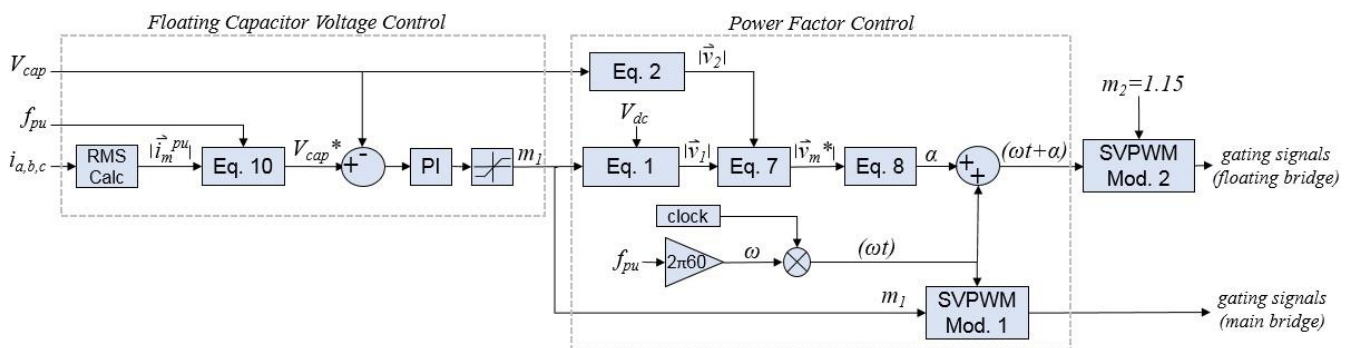 Floating Capacitor Voltage Control
Power Factor Control
V_cap
Eq. 2
|v⃗_2|
m_2=1.15
f_pu
V_dc
i_a,b,c
RMS
Calc
|i⃗_m^pu|
Eq. 10
V_cap*
+
-
PI
m_1
Eq. 1
|v⃗_1|
Eq. 7
|v⃗_m*|
Eq. 8
α
+
+
(ωt+α)
SVPWM
Mod. 2
gating signals
(floating bridge)
clock
f_pu
2π60
ω
(ωt)
m_1
SVPWM
Mod. 1
gating signals
(main bridge)